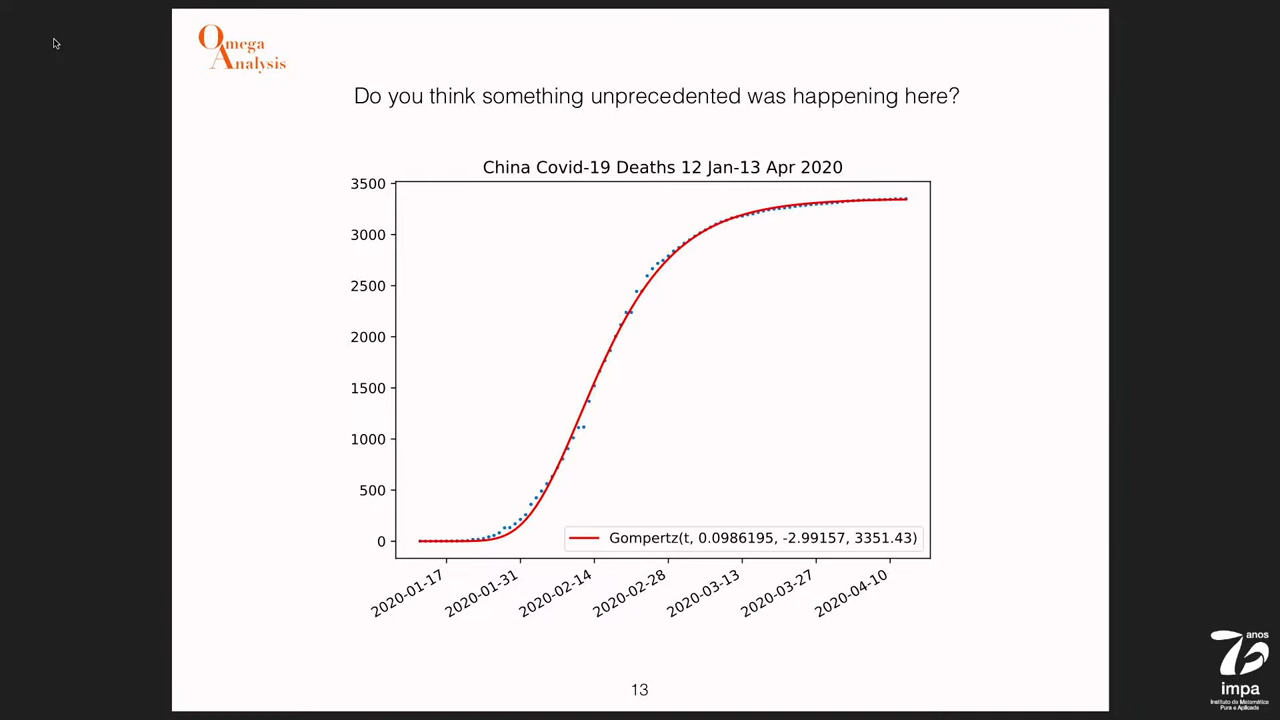 Omega
Analysis
Do you think something unprecedented was happening here?
China Covid-19 Deaths 12 Jan-13 Apr 2020
3500
3000
2500
2000
1500
1000
500
0
Gompertz(t, 0.0986195, -2.99157, 3351.43)
2020-01-17
2020-01-31
2020-02-14
2020-02-28
2020-03-13
2020-03-27
2020-04-10
13
70 anos
impa
Instituto de Matemática
Pura e Aplicada